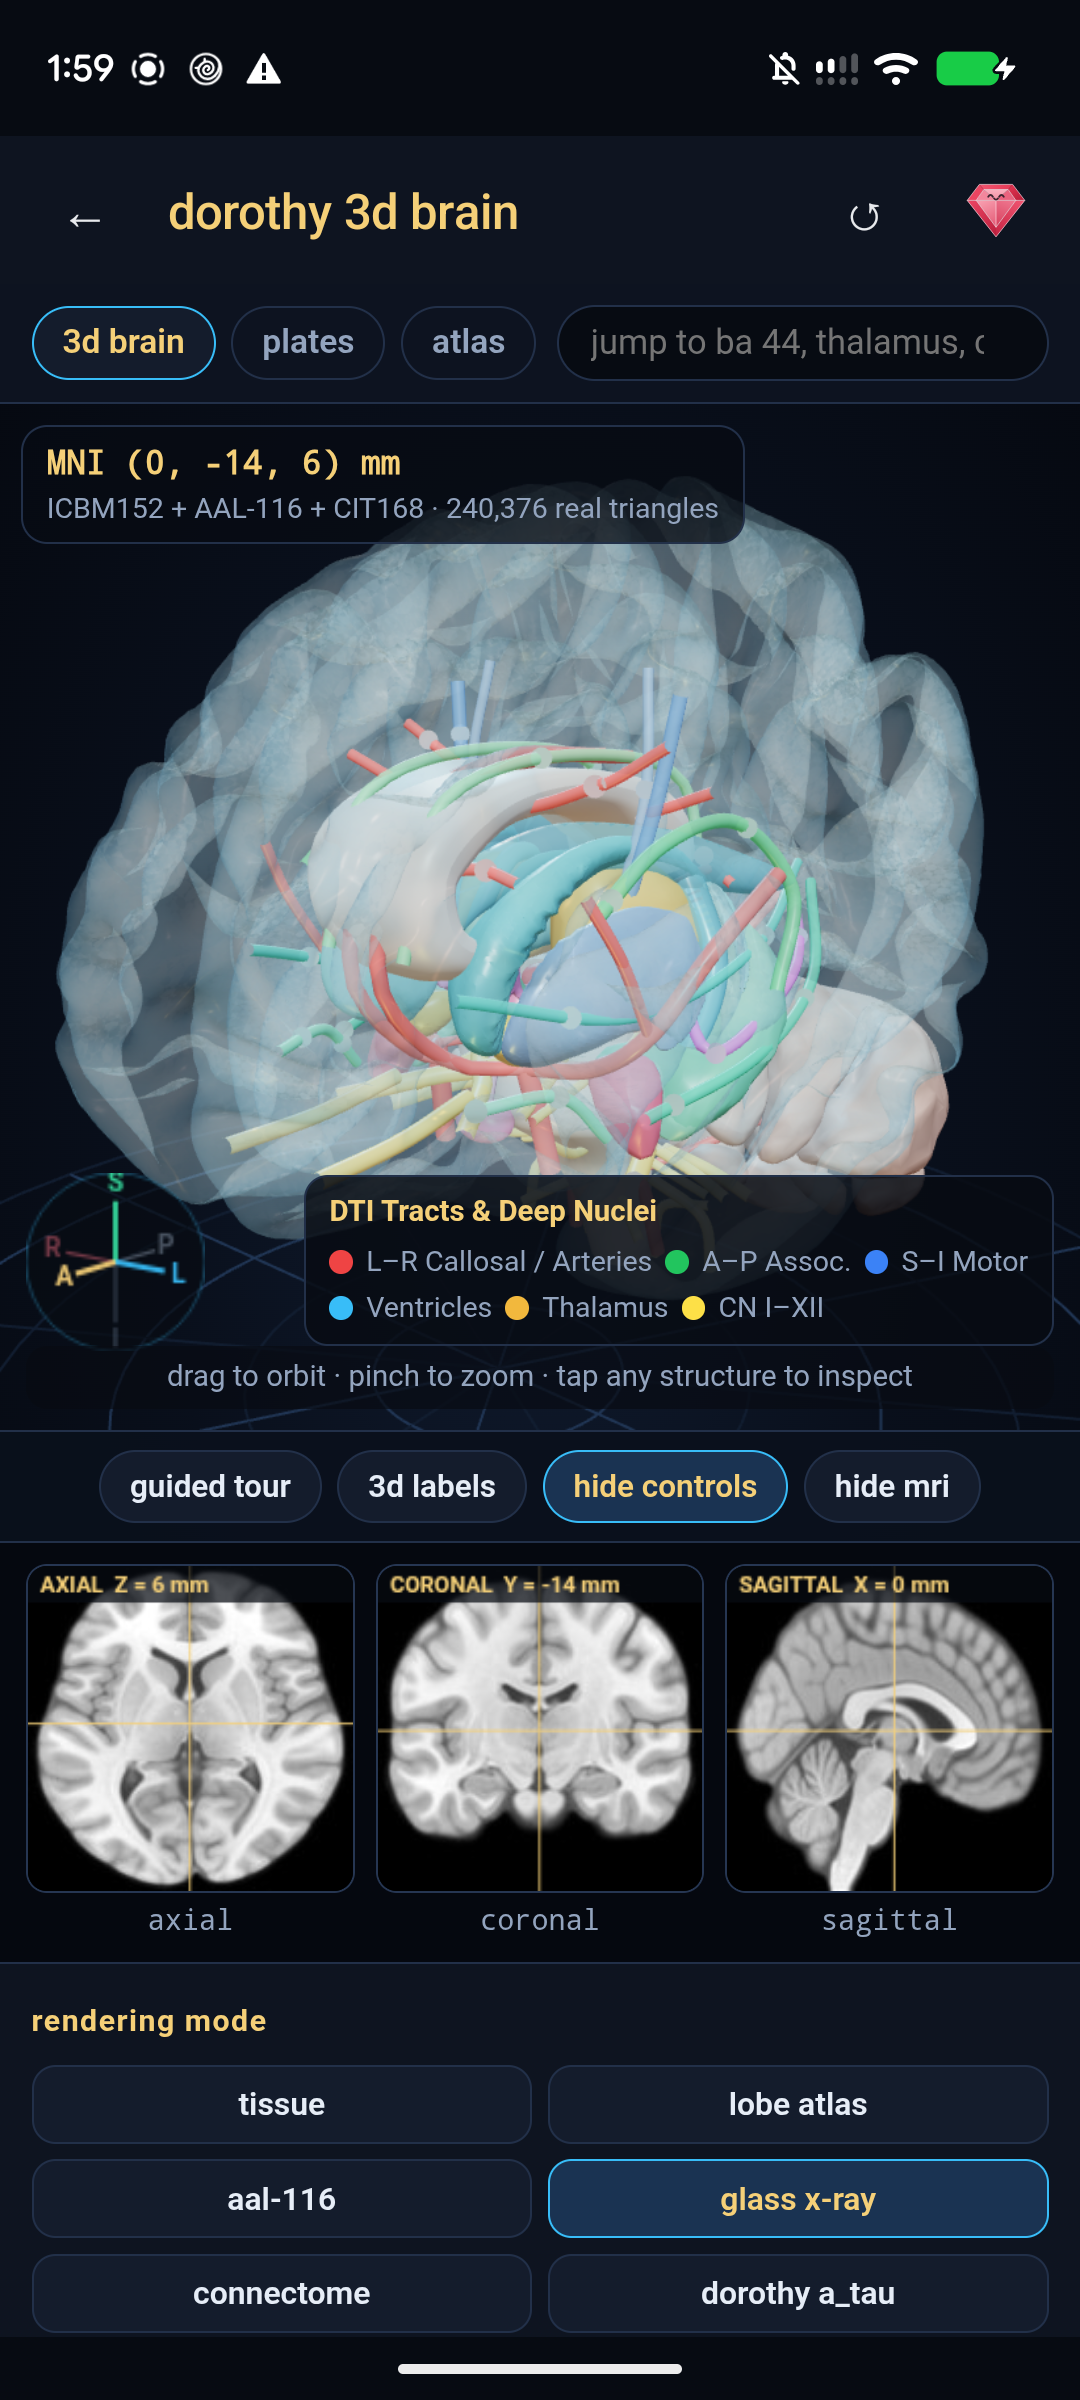 1:59
← dorothy 3d brain
3d brain plates atlas jump to ba 44, thalamus, c
MNI (0, -14, 6) mm
ICBM152 + AAL-116 + CIT168 · 240,376 real triangles
S
R P
A L
I
DTI Tracts & Deep Nuclei
L–R Callosal / Arteries A–P Assoc. S–I Motor
Ventricles Thalamus CN I–XII
drag to orbit · pinch to zoom · tap any structure to inspect
guided tour 3d labels hide controls hide mri
AXIAL Z = 6 mm CORONAL Y = -14 mm SAGITTAL X = 0 mm
axial coronal sagittal
rendering mode
tissue lobe atlas
aal-116 glass x-ray
connectome dorothy a_tau